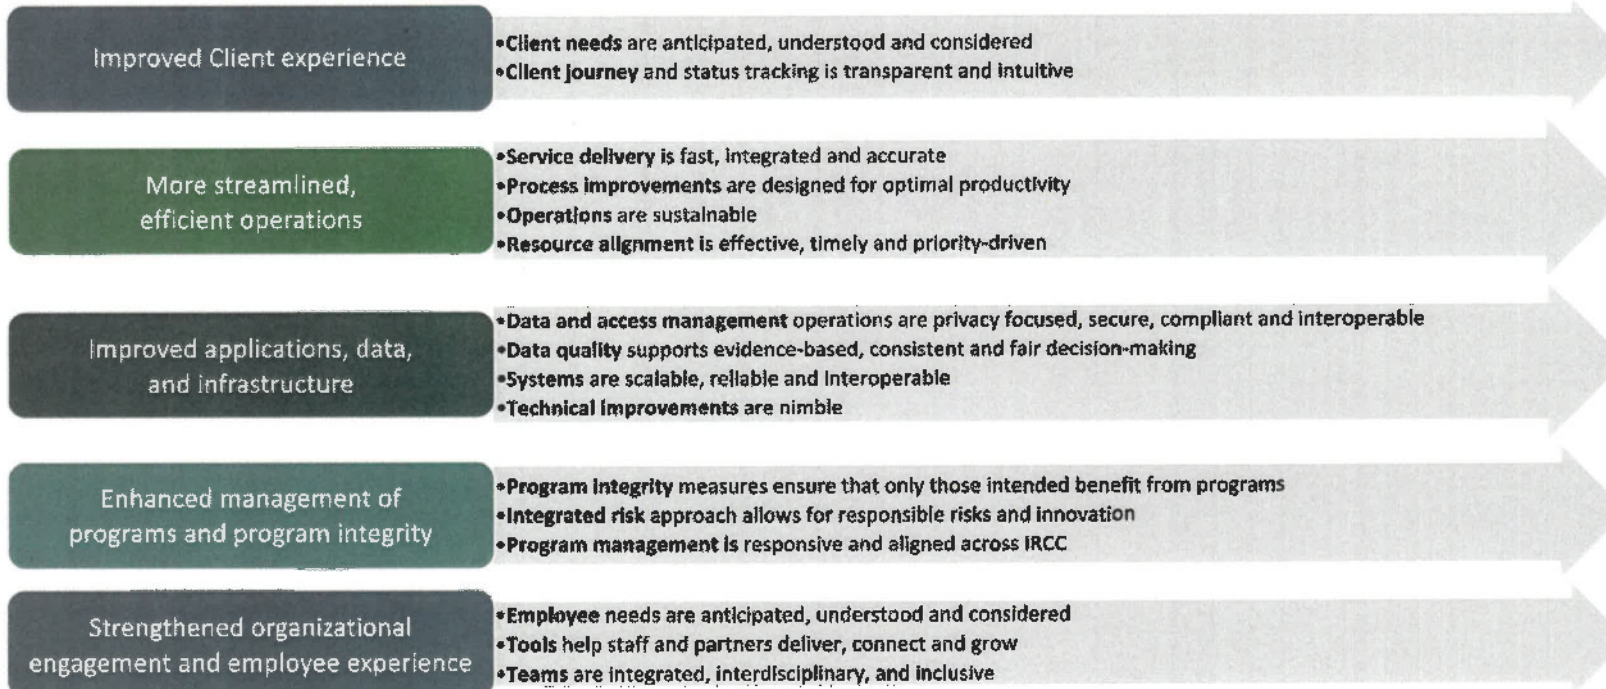 Improved Client experience
•Client needs are anticipated, understood and considered
•Client journey and status tracking is transparent and intuitive
More streamlined,
efficient operations
•Service delivery is fast, integrated and accurate
•Process improvements are designed for optimal productivity
•Operations are sustainable
•Resource alignment is effective, timely and priority-driven
Improved applications, data,
and infrastructure
•Data and access management operations are privacy focused, secure, compliant and interoperable
•Data quality supports evidence-based, consistent and fair decision-making
•Systems are scalable, reliable and interoperable
•Technical improvements are nimble
Enhanced management of
programs and program integrity
•Program integrity measures ensure that only those intended benefit from programs
•Integrated risk approach allows for responsible risks and innovation
•Program management is responsive and aligned across IRCC
Strengthened organizational
engagement and employee experience
•Employee needs are anticipated, understood and considered
•Tools help staff and partners deliver, connect and grow
•Teams are integrated, interdisciplinary, and inclusive